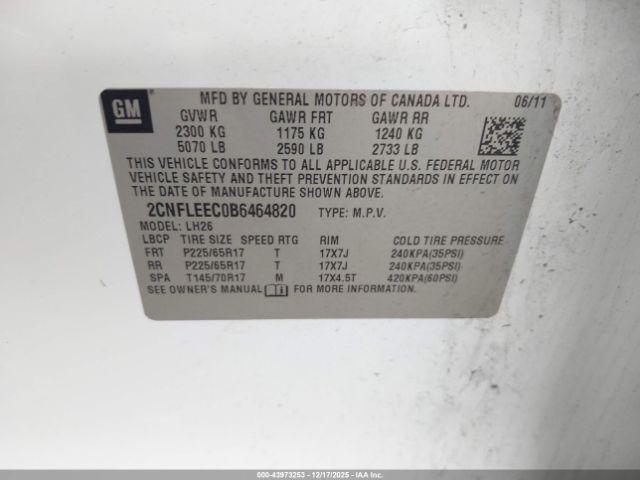 GM
MFD BY GENERAL MOTORS OF CANADA LTD. 06/11
GVWR GAWR FRT GAWR RR
2300 KG 1175 KG 1240 KG
5070 LB 2590 LB 2733 LB
THIS VEHICLE CONFORMS TO ALL APPLICABLE U.S. FEDERAL MOTOR
VEHICLE SAFETY AND THEFT PREVENTION STANDARDS IN EFFECT ON
THE DATE OF MANUFACTURE SHOWN ABOVE.
2CNFLEEC0B6464820 TYPE: M.P.V.
MODEL: LH26
LBCP TIRE SIZE SPEED RTG RIM COLD TIRE PRESSURE
FRT P225/65R17 T 17X7J 240KPA(35PSI)
RR P225/65R17 T 17X7J 240KPA(35PSI)
SPA T145/70R17 M 17X4.5T 420KPA(60PSI)
SEE OWNER'S MANUAL FOR MORE INFORMATION.
000-43973253 - 12/17/2025 - COPYRIGHT IAA, LLC.